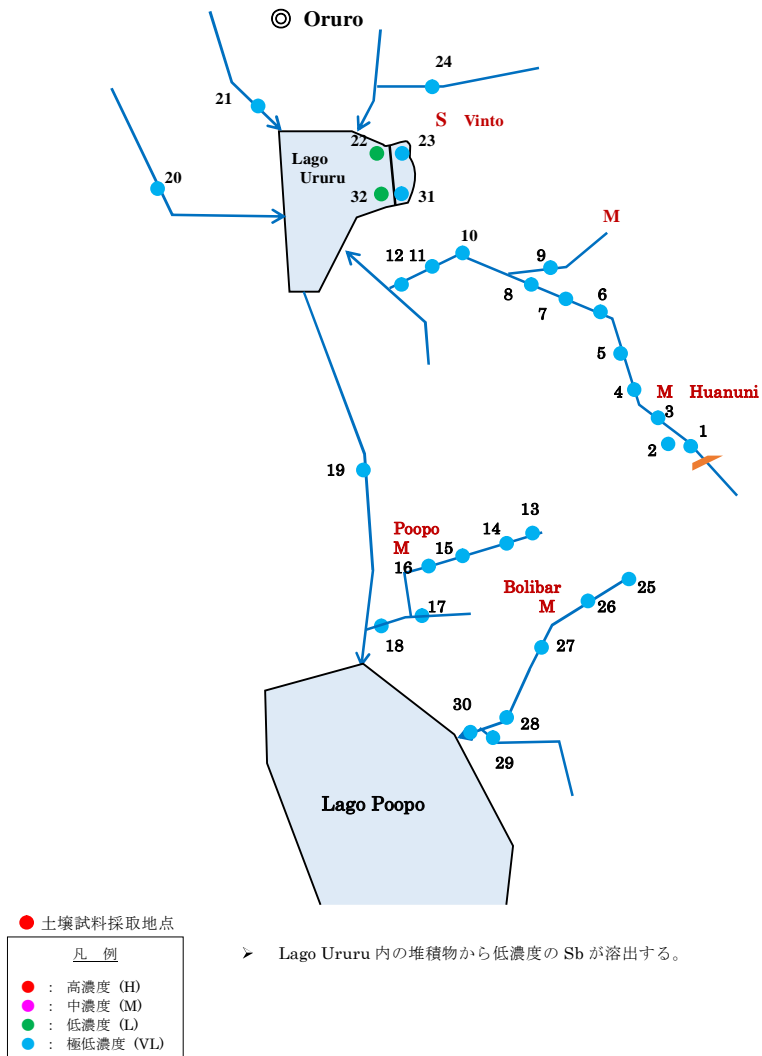 ◎ Oruro
24
21
S Vinto
22
23
Lago
Ururu
20
32
31
M
10
12 11
9
8
7
6
5
4
M Huanuni
3
2
1
19
13
Poopo
M
14
15
16
Bolibar
M
25
26
17
18
27
30
28
29
Lago Poopo
土壌試料採取地点
凡 例
: 高濃度 (H)
: 中濃度 (M)
: 低濃度 (L)
: 極低濃度 (VL)
➢ Lago Ururu 内の堆積物から低濃度の Sb が溶出する。